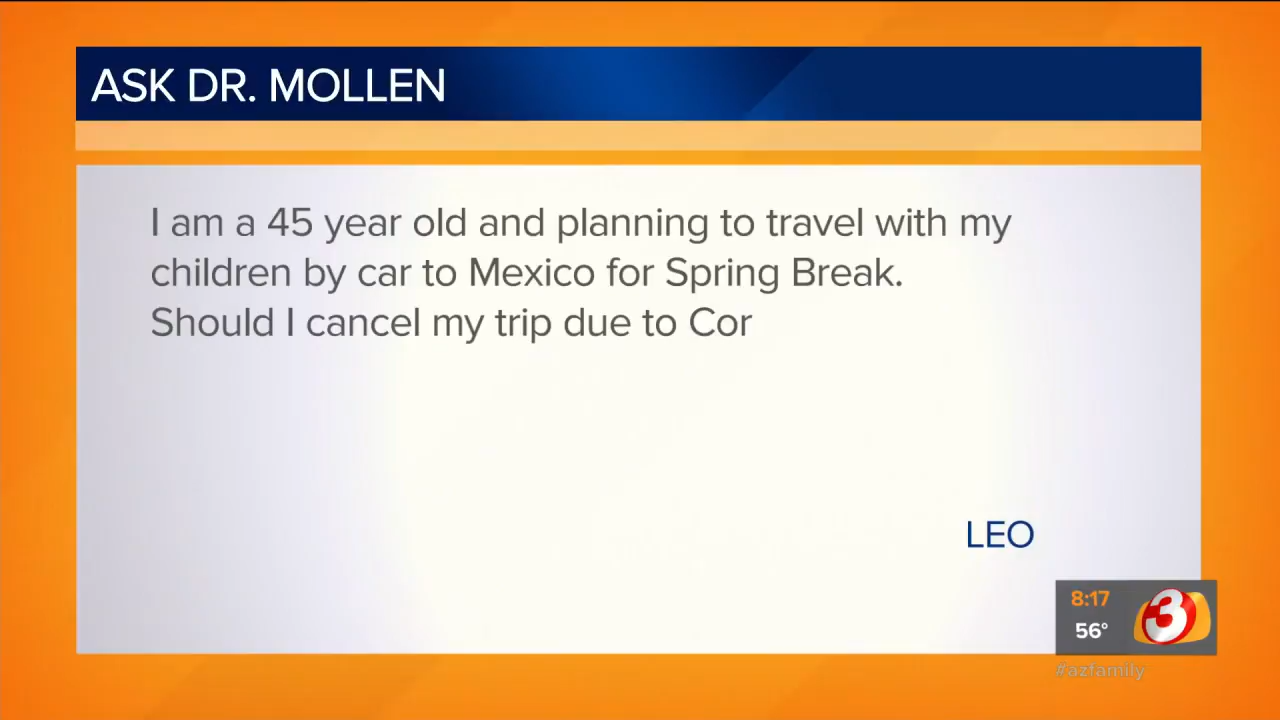 ASK DR. MOLLEN
I am a 45 year old and planning to travel with my
children by car to Mexico for Spring Break.
Should I cancel my trip due to Cor
LEO
8:17
56°
3
#azfamily